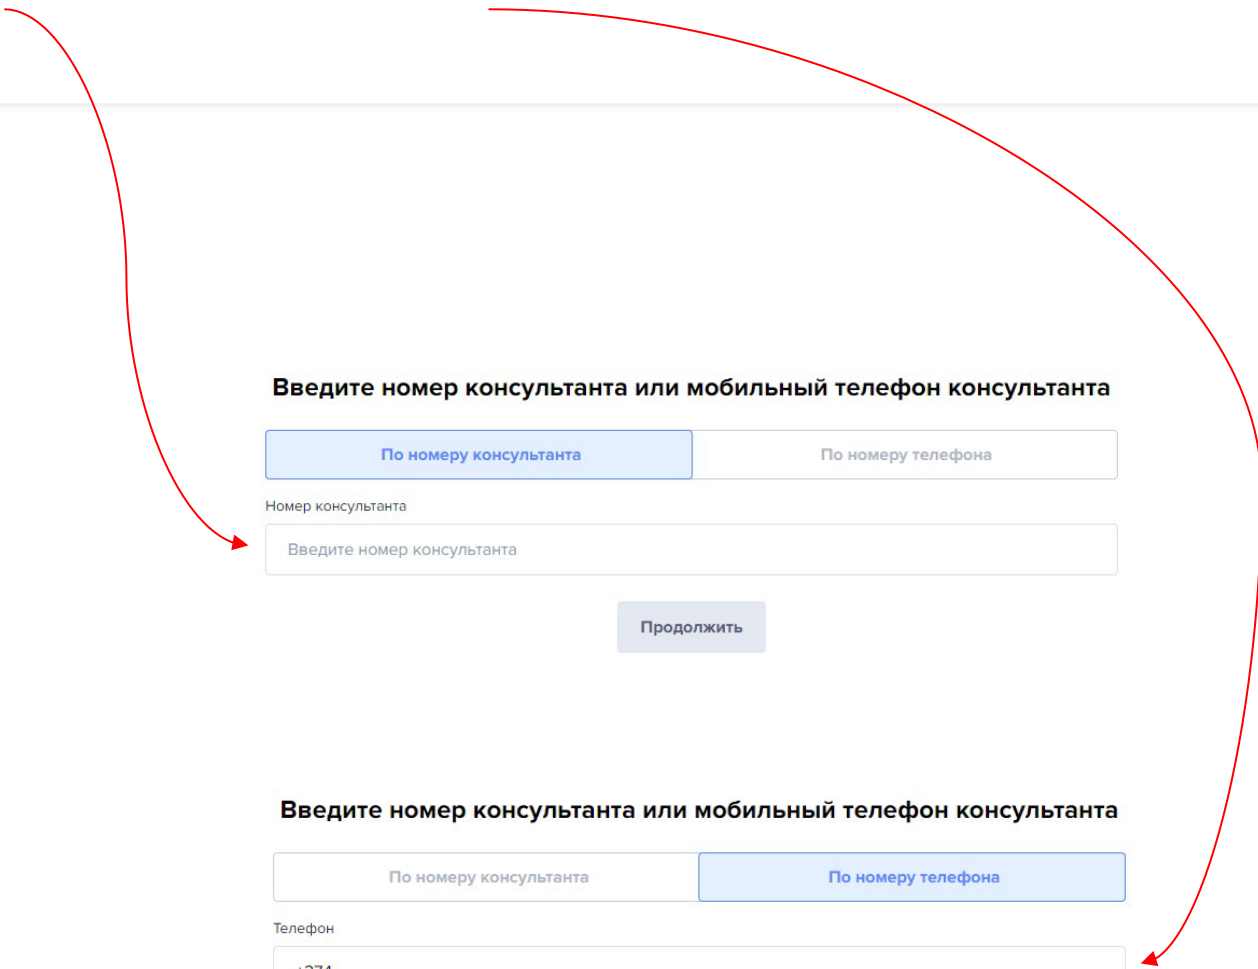 Введите номер консультанта или мобильный телефон консультанта
По номеру консультанта По номеру телефона
Номер консультанта
Введите номер консультанта
Продолжить
Введите номер консультанта или мобильный телефон консультанта
По номеру консультанта По номеру телефона
Телефон